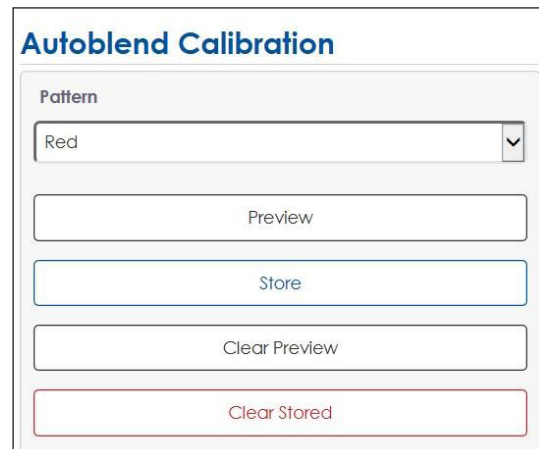 Autoblend Calibration
Pattern
Red
Preview
Store
Clear Preview
Clear Stored